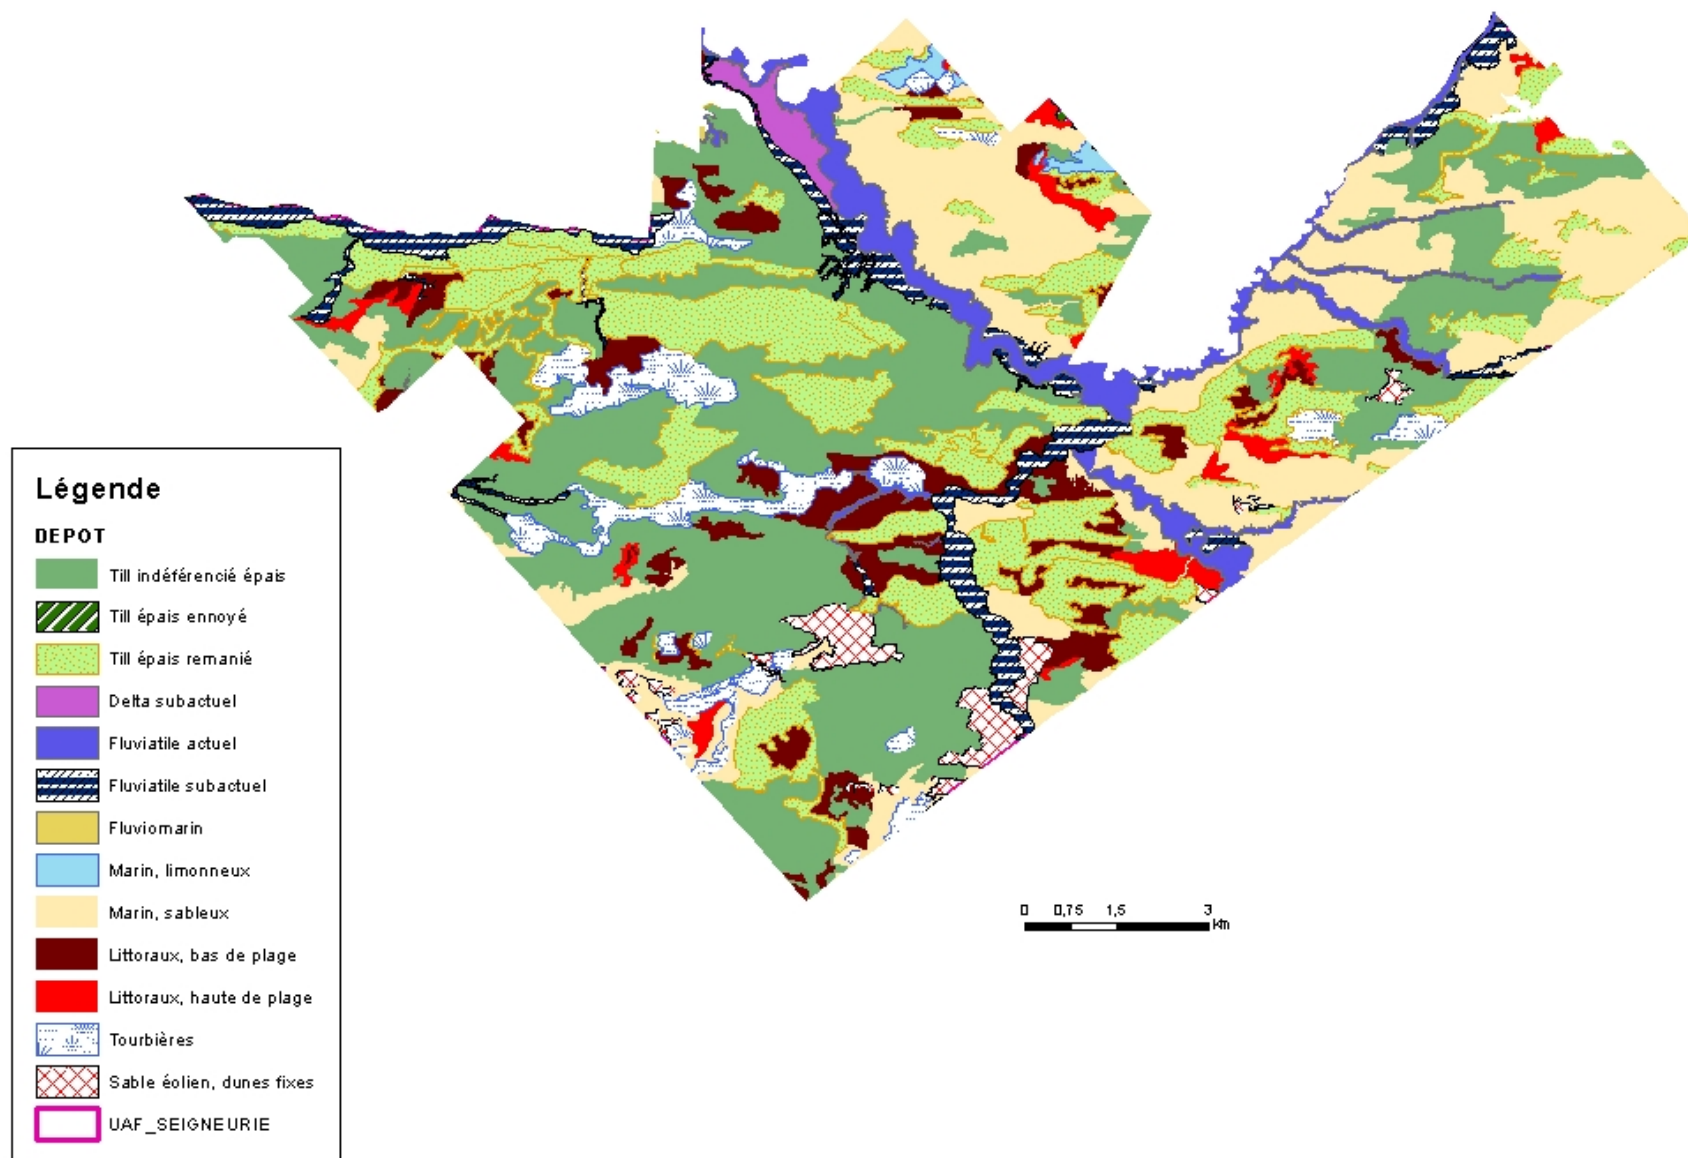 Légende
DEPOT
Till indéférencié épais
Till épais ennoyé
Till épais remanié
Delta subactuel
Fluviatile actuel
Fluviatile subactuel
Fluviomarin
Marin, limonneux
Marin, sableux
Littoraux, bas de plage
Littoraux, haute de plage
Tourbières
Sable éolien, dunes fixes
UAF_SEIGNEURIE
0 0,75 1,5 3
km